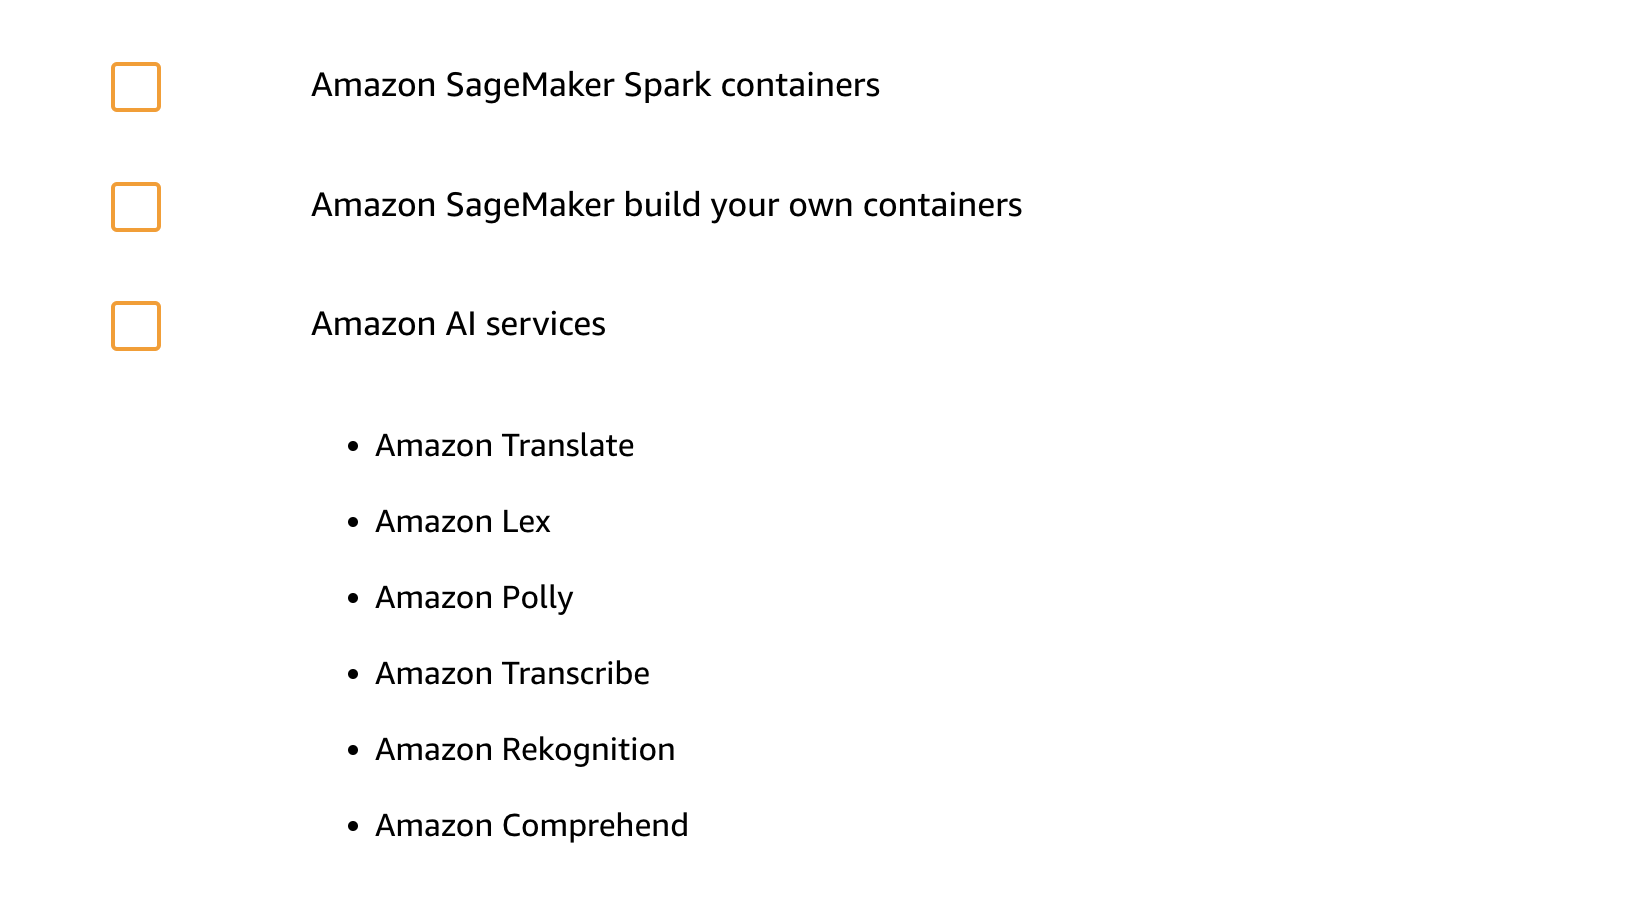 Amazon SageMaker Spark containers
Amazon SageMaker build your own containers
Amazon AI services
• Amazon Translate
• Amazon Lex
• Amazon Polly
• Amazon Transcribe
• Amazon Rekognition
• Amazon Comprehend